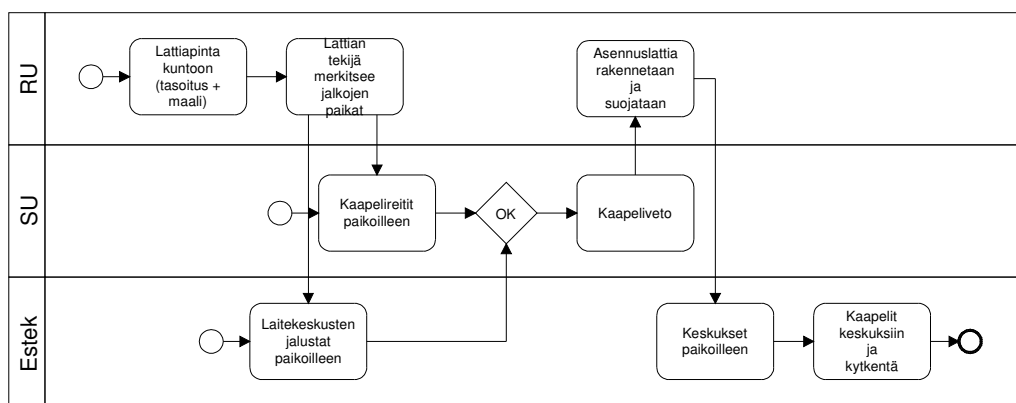 RU
Lattiapinta
kuntoon
(tasoitus +
maali)
Lattian
tekijä
merkitsee
jalkojen
paikat
Asennuslattia
rakennetaan
ja
suojataan
SU
Kaapelireitit
paikoilleen
OK
Kaapeliveto
Estek
Laitekeskusten
jalustat
paikoilleen
Keskukset
paikoilleen
Kaapelit
keskuksiin
ja
kytkentä